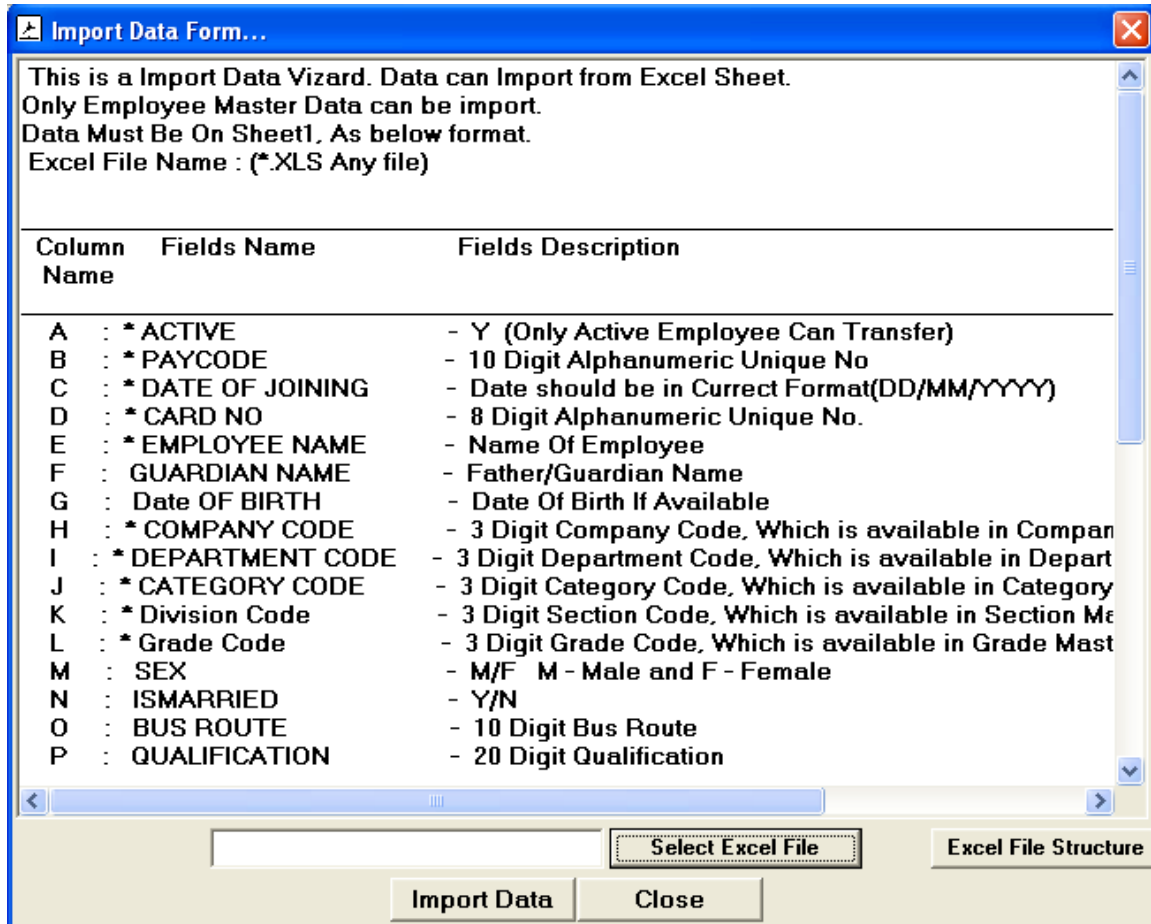 Import Data Form...
This is a Import Data Vizard. Data can Import from Excel Sheet.
Only Employee Master Data can be import.
Data Must Be On Sheet1, As below format.
Excel File Name : (*.XLS Any file)
Column Fields Name Fields Description
Name
A : * ACTIVE - Y (Only Active Employee Can Transfer)
B : * PAYCODE - 10 Digit Alphanumeric Unique No
C : * DATE OF JOINING - Date should be in Currect Format(DD/MM/YYYY)
D : * CARD NO - 8 Digit Alphanumeric Unique No.
E : * EMPLOYEE NAME - Name Of Employee
F : GUARDIAN NAME - Father/Guardian Name
G : Date OF BIRTH - Date Of Birth If Available
H : * COMPANY CODE - 3 Digit Company Code, Which is available in Compan
I : * DEPARTMENT CODE - 3 Digit Department Code, Which is available in Depart
J : * CATEGORY CODE - 3 Digit Category Code, Which is available in Category
K : * Division Code - 3 Digit Section Code, Which is available in Section Ma
L : * Grade Code - 3 Digit Grade Code, Which is available in Grade Mast
M : SEX - M/F M - Male and F - Female
N : ISMARRIED - Y/N
O : BUS ROUTE - 10 Digit Bus Route
P : QUALIFICATION - 20 Digit Qualification
Select Excel File Excel File Structure
Import Data Close